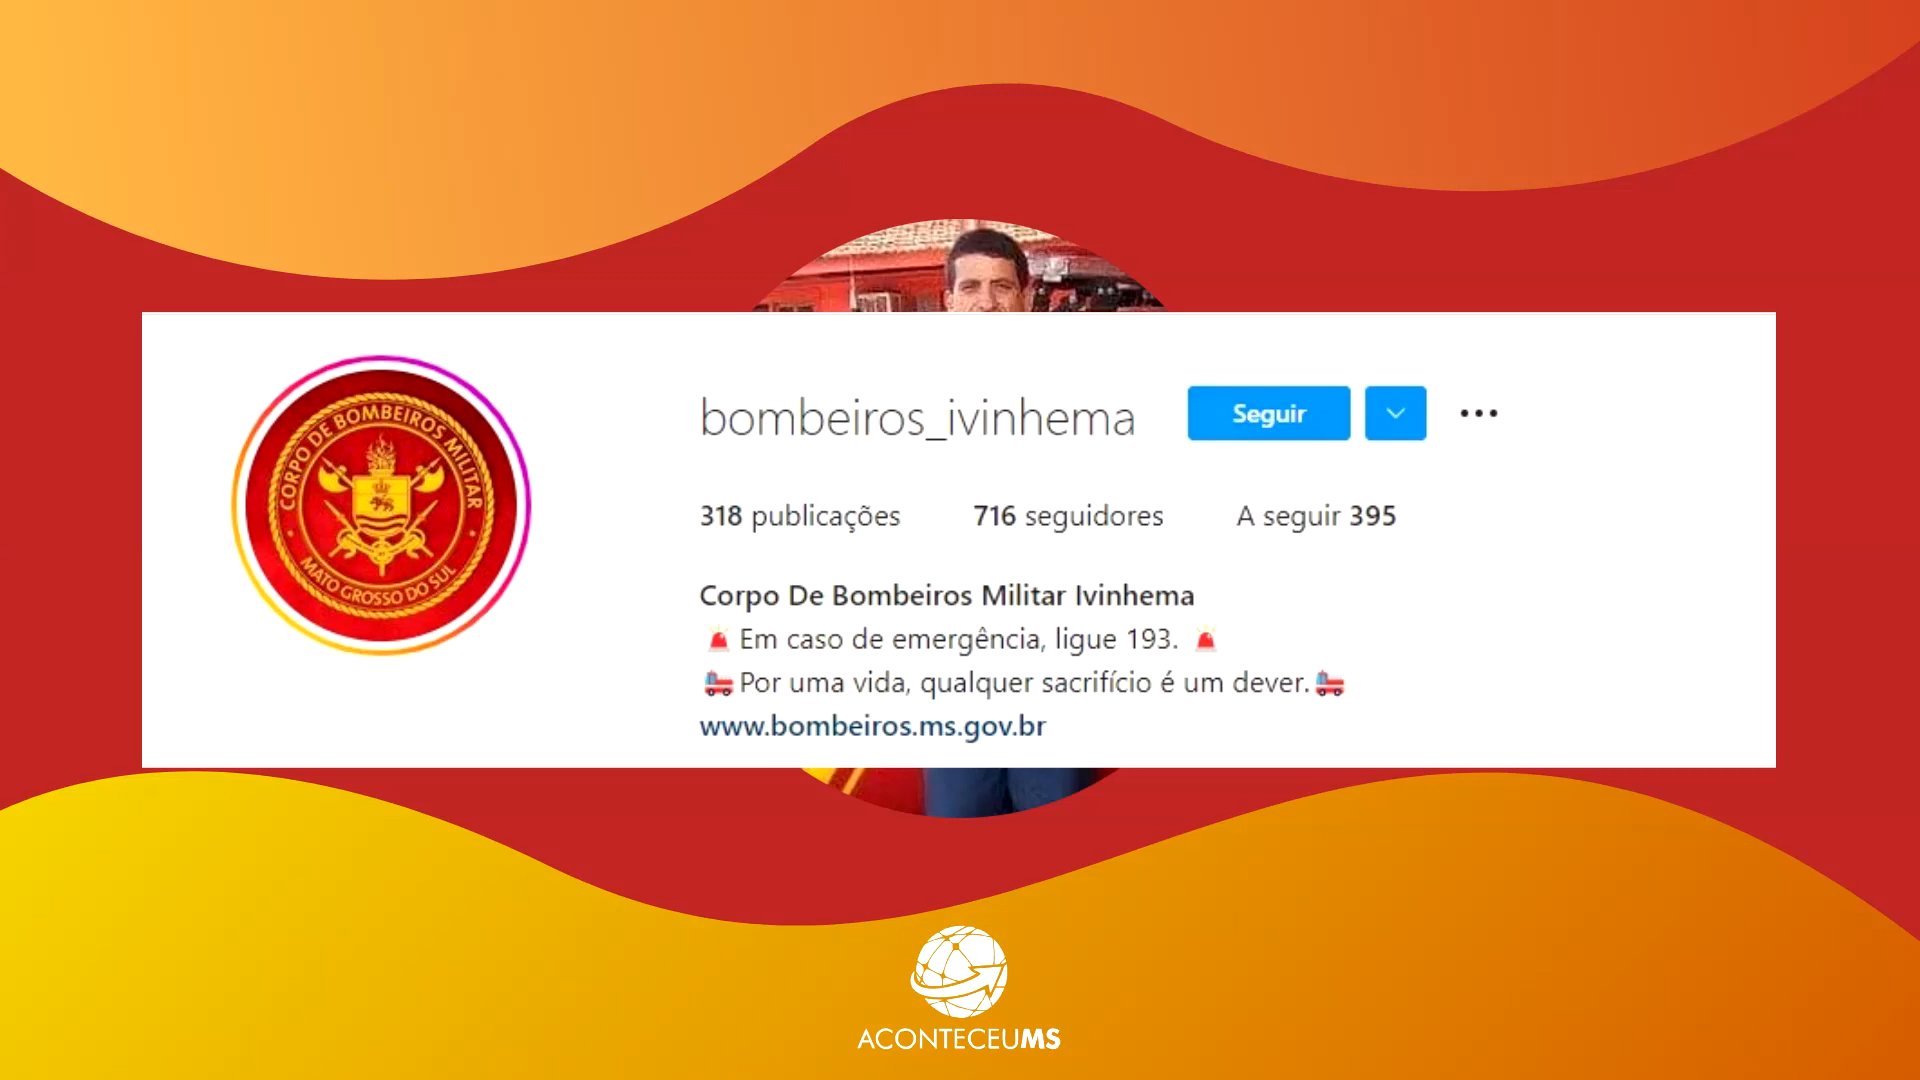 CORPO DE BOMBEIROS MILITAR
MATO GROSSO DO SUL
bombeiros_ivinhema
Seguir
318 publicações 716 seguidores A seguir 395
Corpo De Bombeiros Militar Ivinhema
🚨 Em caso de emergência, ligue 193. 🚨
🚒 Por uma vida, qualquer sacrifício é um dever. 🚒
www.bombeiros.ms.gov.br
ACONTECEUMS